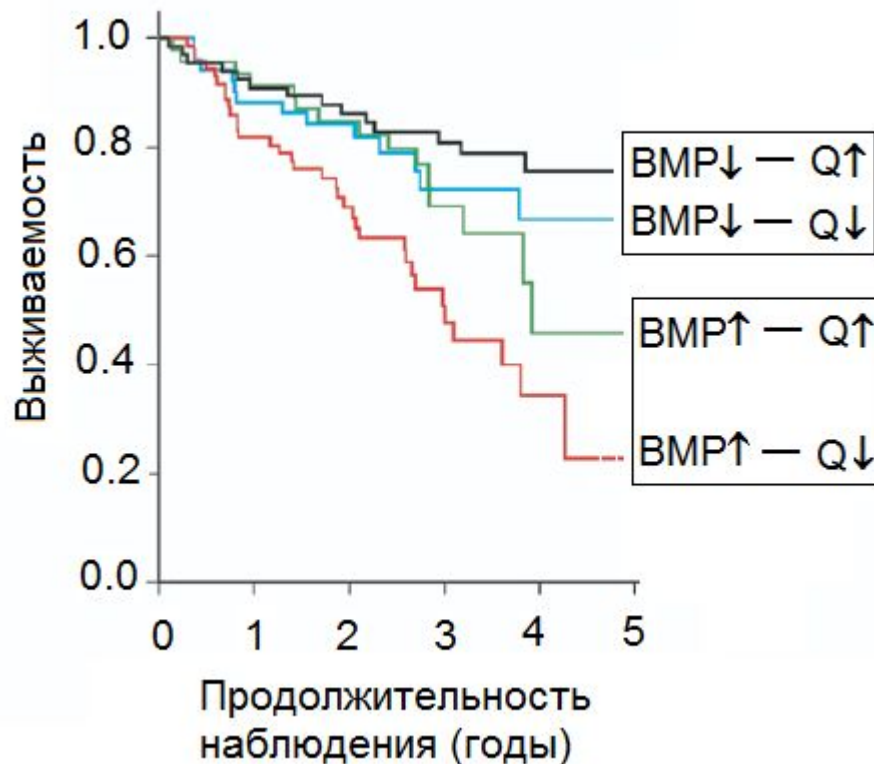 Выживаемость
1.0
0.8
0.6
0.4
0.2
0.0
0 1 2 3 4 5
Продолжительность
наблюдения (годы)
BMP↓ — Q↑
BMP↓ — Q↓
BMP↑ — Q↑
BMP↑ — Q↓